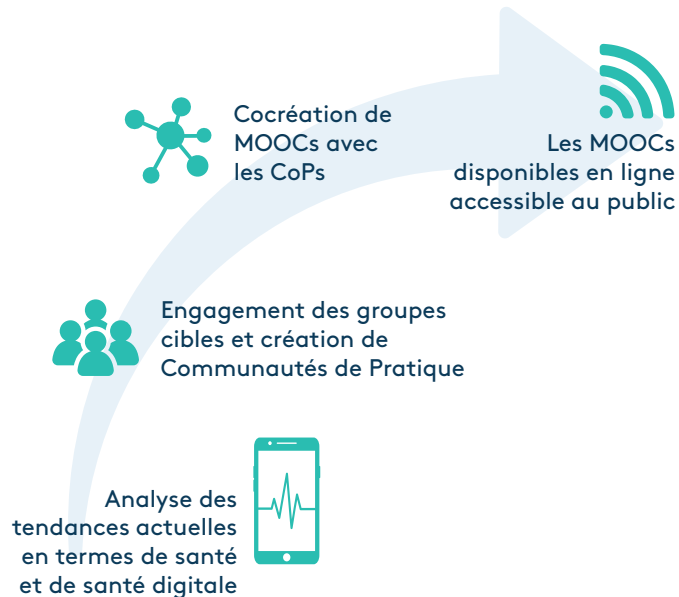 Cocréation de
MOOCs avec
les CoPs
Les MOOCs
disponibles en ligne
accessible au public
Engagement des groupes
cibles et création de
Communautés de Pratique
Analyse des
tendances actuelles
en termes de santé
et de santé digitale